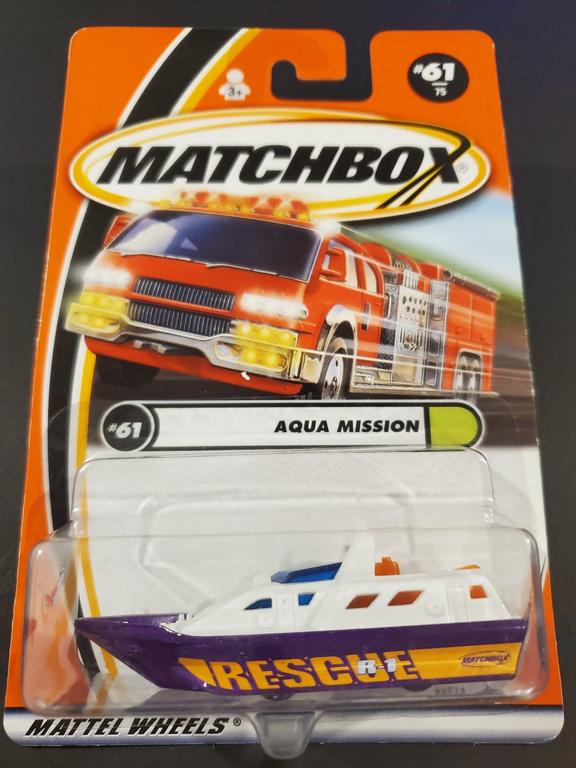 #61
75
3+
MATCHBOX®
#61
AQUA MISSION
RESCUE
R-1
MATCHBOX
MATTEL WHEELS®